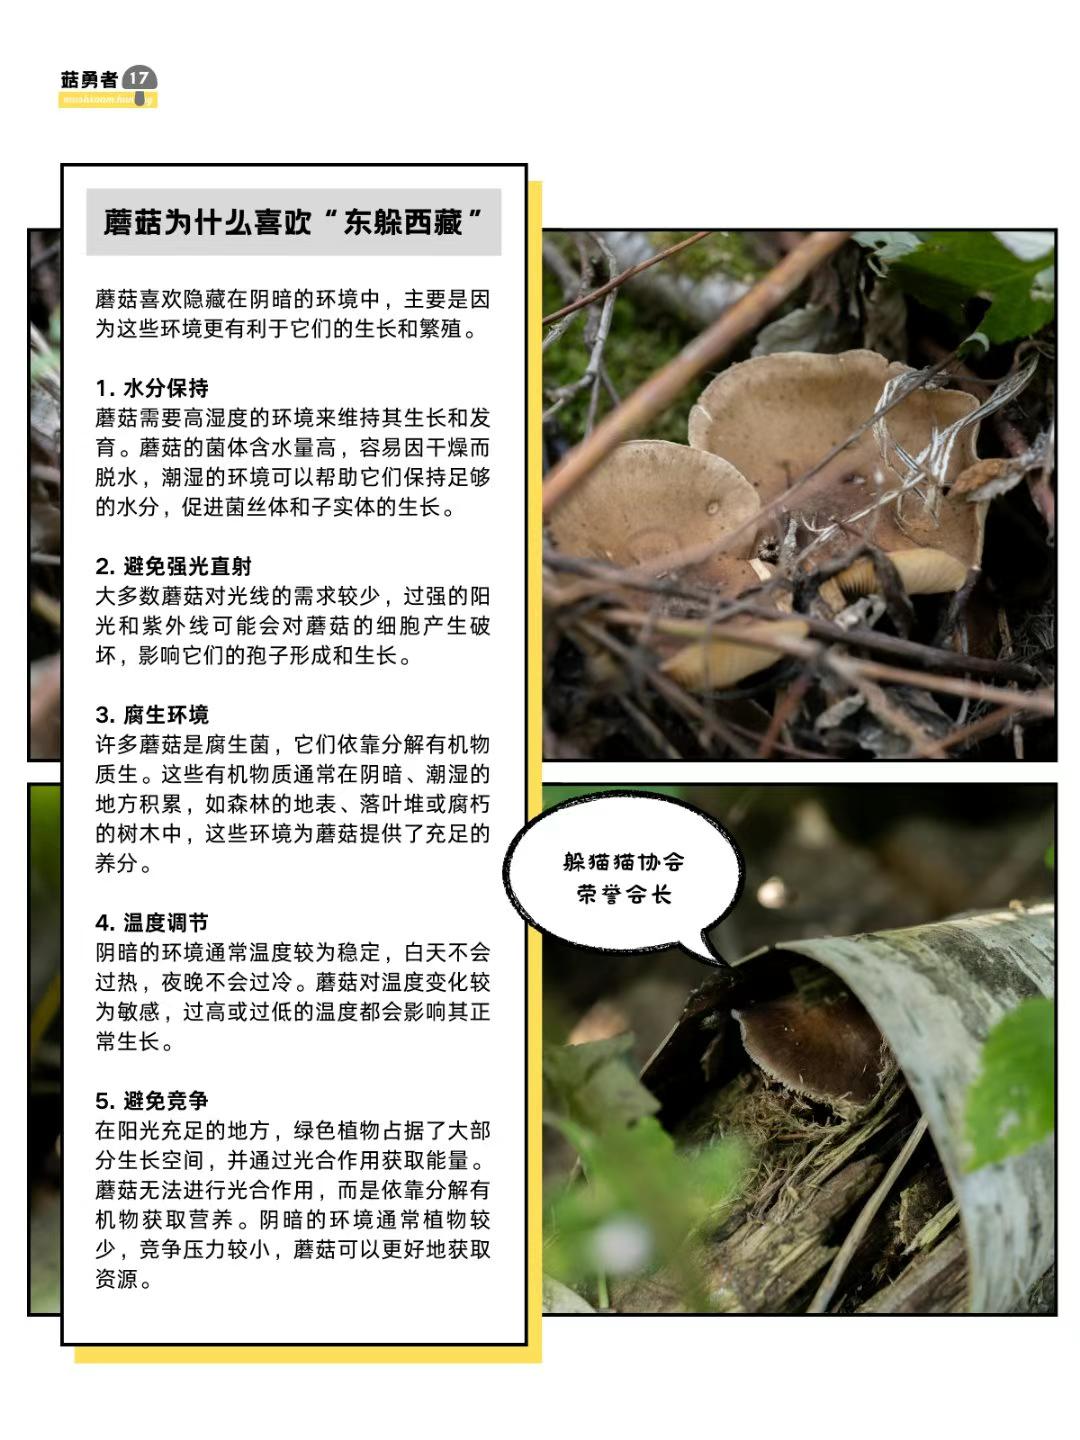 菇勇者 17
mushroom hunting
蘑菇为什么喜欢“东躲西藏”
蘑菇喜欢隐藏在阴暗的环境中，主要是因
为这些环境更有利于它们的生长和繁殖。
1. 水分保持
蘑菇需要高湿度的环境来维持其生长和发
育。蘑菇的菌体含水量高，容易因干燥而
脱水，潮湿的环境可以帮助它们保持足够
的水分，促进菌丝体和子实体的生长。
2. 避免强光直射
大多数蘑菇对光线的需求较少，过强的阳
光和紫外线可能会对蘑菇的细胞产生破
坏，影响它们的孢子形成和生长。
3. 腐生环境
许多蘑菇是腐生菌，它们依靠分解有机物
质生。这些有机物质通常在阴暗、潮湿的
地方积累，如森林的地表、落叶堆或腐朽
的树木中，这些环境为蘑菇提供了充足的
养分。
4. 温度调节
阴暗的环境通常温度较为稳定，白天不会
过热，夜晚不会过冷。蘑菇对温度变化较
为敏感，过高或过低的温度都会影响其正
常生长。
5. 避免竞争
在阳光充足的地方，绿色植物占据了大部
分生长空间，并通过光合作用获取能量。
蘑菇无法进行光合作用，而是依靠分解有
机物获取营养。阴暗的环境通常植物较
少，竞争压力较小，蘑菇可以更好地获取
资源。
躲猫猫协会
荣誉会长